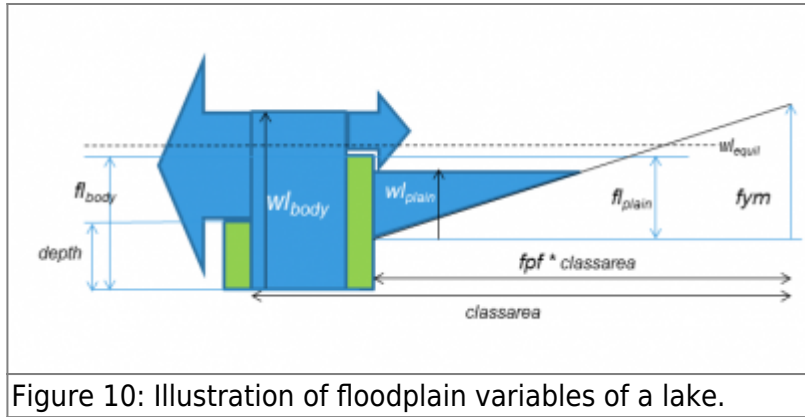 wl_equil
fl_body
wl_body
wl_plain
fl_plain
fym
depth
fpf * classarea
classarea
Figure 10: Illustration of floodplain variables of a lake.